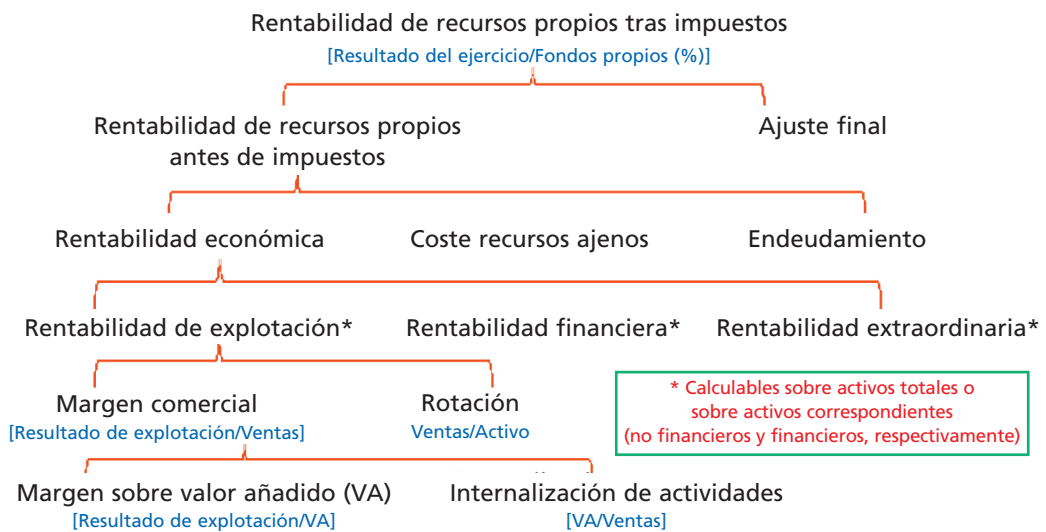 Rentabilidad de recursos propios tras impuestos
[Resultado del ejercicio/Fondos propios (%)]
Rentabilidad de recursos propios
antes de impuestos
Ajuste final
Rentabilidad económica
Coste recursos ajenos
Endeudamiento
Rentabilidad de explotación*
Rentabilidad financiera*
Rentabilidad extraordinaria*
Margen comercial
[Resultado de explotación/Ventas]
Rotación
Ventas/Activo
* Calculables sobre activos totales o
sobre activos correspondientes
(no financieros y financieros, respectivamente)
Margen sobre valor añadido (VA)
[Resultado de explotación/VA]
Internalización de actividades
[VA/Ventas]